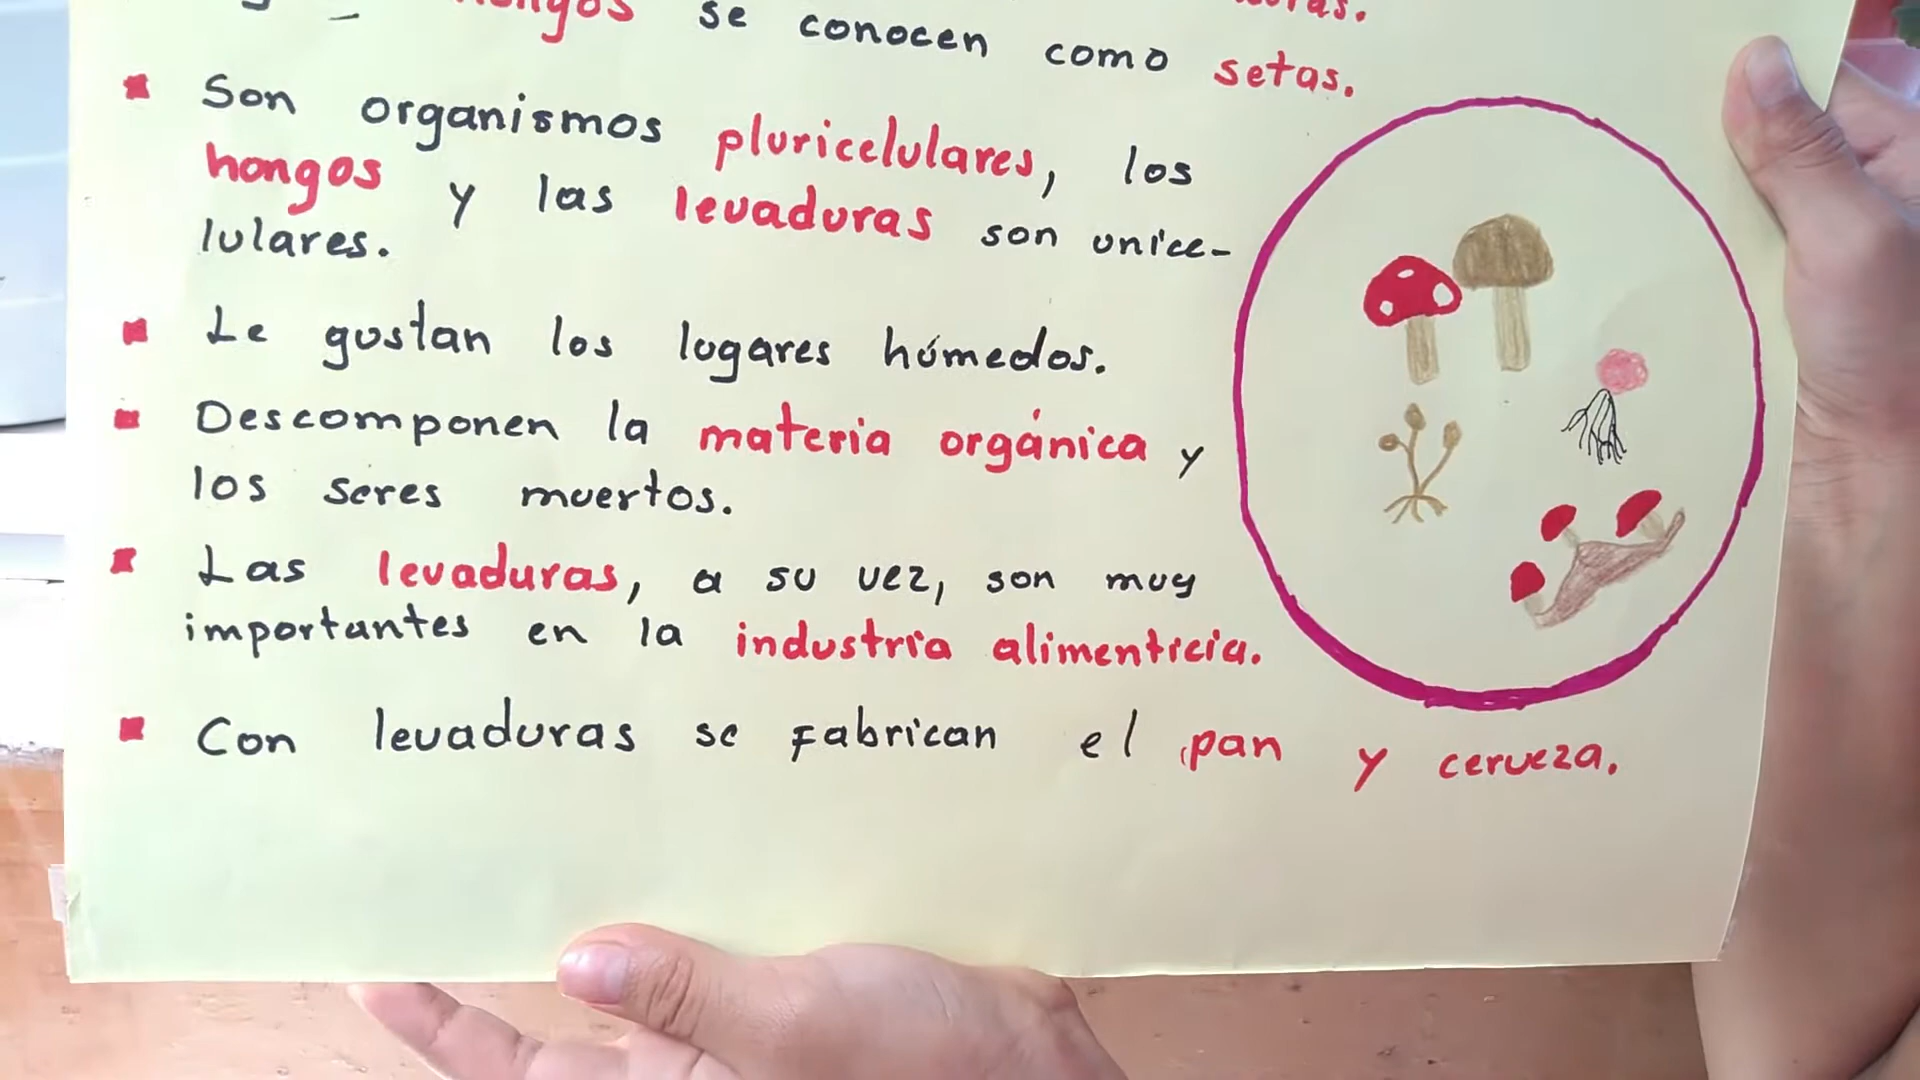 hongos se conocen como setas.
▪ Son organismos pluricelulares, los
hongos y las levaduras son unice-
lulares.
▪ Le gustan los lugares húmedos.
▪ Descomponen la materia orgánica y
los seres muertos.
▪ Las levaduras, a su vez, son muy
importantes en la industria alimenticia.
▪ Con levaduras se fabrican el pan y cerveza.